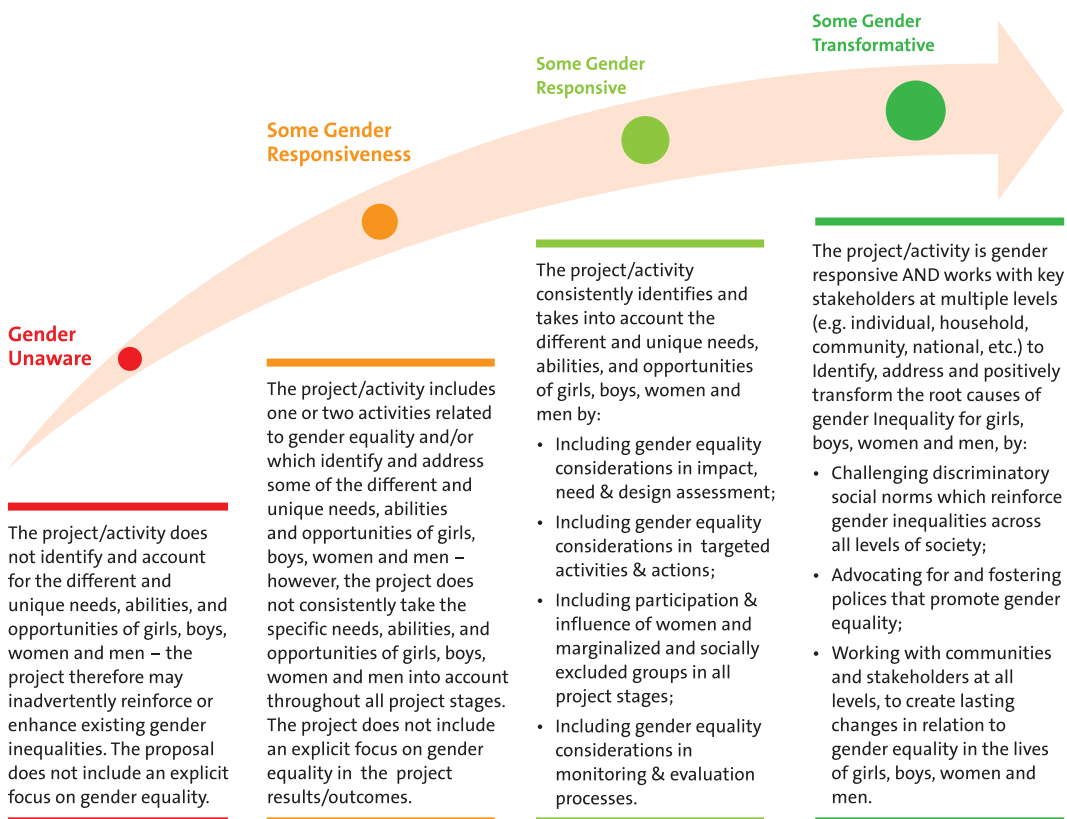 Gender
Unaware
The project/activity does
not identify and account
for the different and
unique needs, abilities, and
opportunities of girls, boys,
women and men – the
project therefore may
inadvertently reinforce or
enhance existing gender
inequalities. The proposal
does not include an explicit
focus on gender equality.
Some Gender
Responsiveness
The project/activity includes
one or two activities related
to gender equality and/or
which identify and address
some of the different and
unique needs, abilities
and opportunities of girls,
boys, women and men –
however, the project does
not consistently take the
specific needs, abilities, and
opportunities of girls, boys,
women and men into account
throughout all project stages.
The project does not include
an explicit focus on gender
equality in the project
results/outcomes.
Some Gender
Responsive
The project/activity
consistently identifies and
takes into account the
different and unique needs,
abilities, and opportunities
of girls, boys, women and
men by:
• Including gender equality
considerations in impact,
need & design assessment;
• Including gender equality
considerations in targeted
activities & actions;
• Including participation &
influence of women and
marginalized and socially
excluded groups in all
project stages;
• Including gender equality
considerations in
monitoring & evaluation
processes.
Some Gender
Transformative
The project/activity is gender
responsive AND works with key
stakeholders at multiple levels
(e.g. individual, household,
community, national, etc.) to
Identify, address and positively
transform the root causes of
gender Inequality for girls,
boys, women and men, by:
• Challenging discriminatory
social norms which reinforce
gender inequalities across
all levels of society;
• Advocating for and fostering
polices that promote gender
equality;
• Working with communities
and stakeholders at all
levels, to create lasting
changes in relation to
gender equality in the lives
of girls, boys, women and
men.